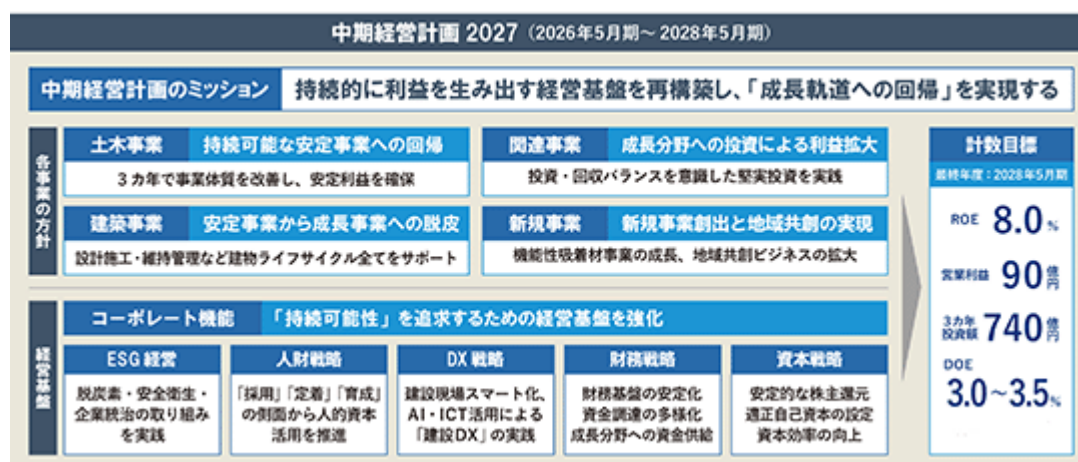 中期経営計画 2027（2026年5月期～2028年5月期）
中期経営計画のミッション
持続的に利益を生み出す経営基盤を再構築し、「成長軌道への回帰」を実現する
各事業の方針
土木事業 持続可能な安定事業への回帰
3カ年で事業体質を改善し、安定利益を確保
関連事業 成長分野への投資による利益拡大
投資・回収バランスを意識した堅実投資を実践
建築事業 安定事業から成長事業への脱皮
設計施工・維持管理など建物ライフサイクル全てをサポート
新規事業 新規事業創出と地域共創の実現
機能性吸着材事業の成長、地域共創ビジネスの拡大
経営基盤
コーポレート機能 「持続可能性」を追求するための経営基盤を強化
ESG経営
脱炭素・安全衛生・
企業統治の取り組み
を実践
人財戦略
「採用」「定着」「育成」
の側面から人的資本
活用を推進
DX戦略
建設現場スマート化、
AI・ICT活用による
「建設DX」の実践
財務戦略
財務基盤の安定化
資金調達の多様化
成長分野への資金供給
資本戦略
安定的な株主還元
適正自己資本の設定
資本効率の向上
計数目標
最終年度：2028年5月期
ROE 8.0%
営業利益 90億円
3カ年投資額 740億円
DOE
3.0～3.5%